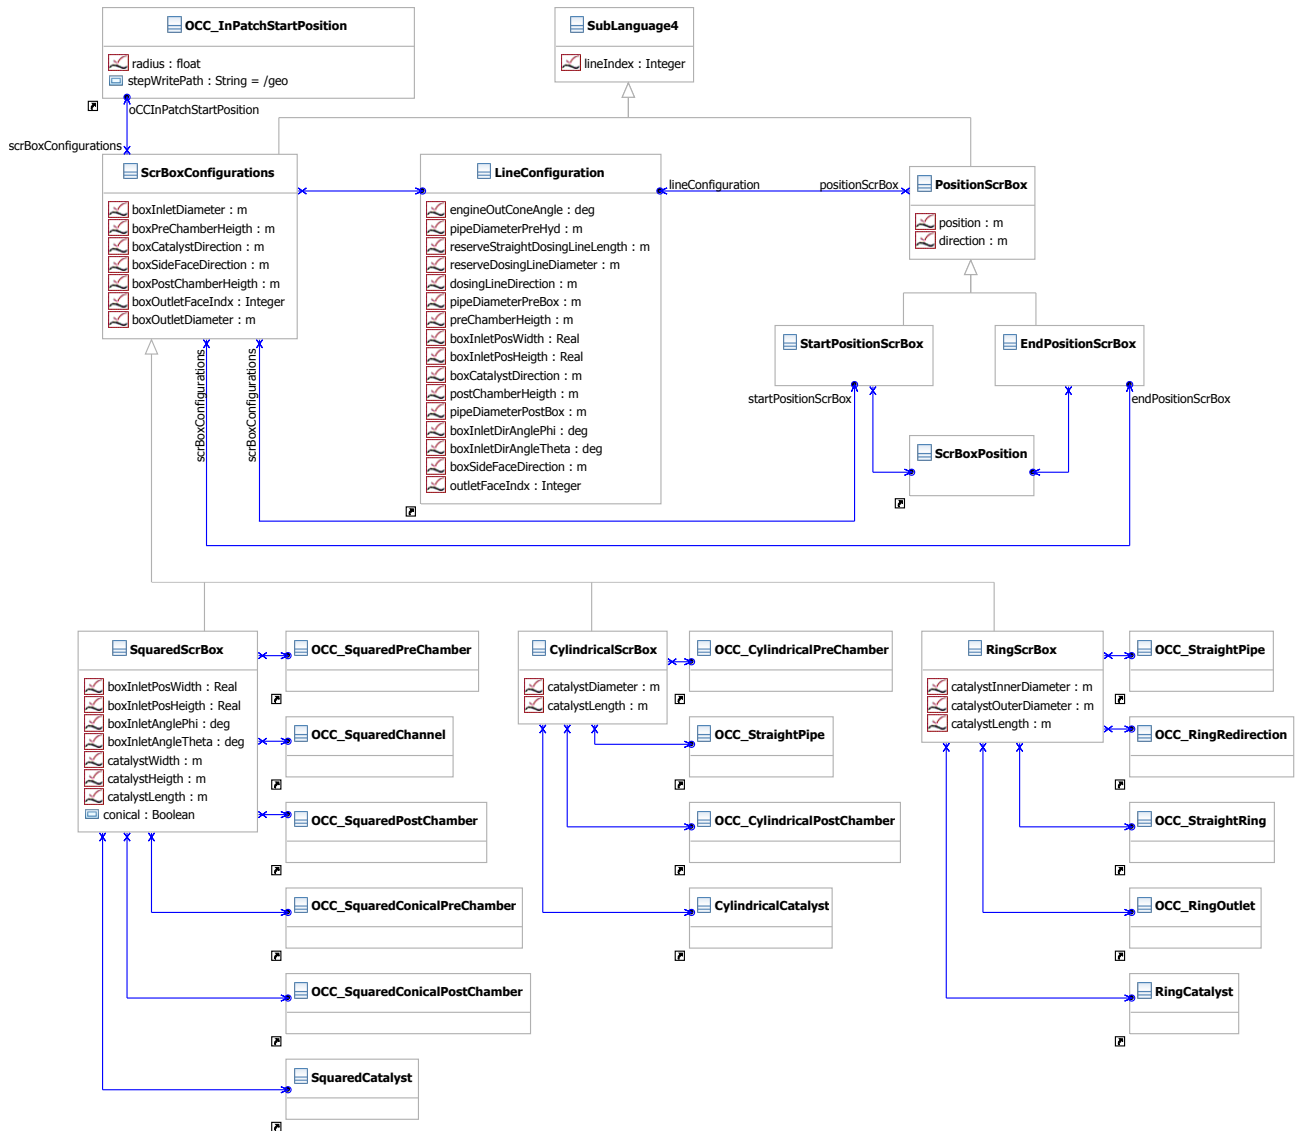 OCC_InPatchStartPosition
radius : float
stepWritePath : String = /geo
SubLanguage4
lineIndex : Integer
oCCInPatchStartPosition
scrBoxConfigurations
ScrBoxConfigurations
boxInletDiameter : m
boxPreChamberHeigth : m
boxCatalystDirection : m
boxSideFaceDirection : m
boxPostChamberHeigth : m
boxOutletFaceIndx : Integer
boxOutletDiameter : m
LineConfiguration
engineOutConeAngle : deg
pipeDiameterPreHyd : m
reserveStraightDosingLineLength : m
reserveDosingLineDiameter : m
dosingLineDirection : m
pipeDiameterPreBox : m
preChamberHeigth : m
boxInletPosWidth : Real
boxInletPosHeigth : Real
boxCatalystDirection : m
postChamberHeigth : m
pipeDiameterPostBox : m
boxInletDirAnglePhi : deg
boxInletDirAngleTheta : deg
boxSideFaceDirection : m
outletFaceIndx : Integer
lineConfiguration
positionScrBox
PositionScrBox
position : m
direction : m
StartPositionScrBox
EndPositionScrBox
startPositionScrBox
endPositionScrBox
ScrBoxPosition
scrBoxConfigurations
scrBoxConfigurations
SquaredScrBox
boxInletPosWidth : Real
boxInletPosHeigth : Real
boxInletAnglePhi : deg
boxInletAngleTheta : deg
catalystWidth : m
catalystHeigth : m
catalystLength : m
conical : Boolean
OCC_SquaredPreChamber
OCC_SquaredChannel
OCC_SquaredPostChamber
OCC_SquaredConicalPreChamber
OCC_SquaredConicalPostChamber
SquaredCatalyst
CylindricalScrBox
catalystDiameter : m
catalystLength : m
OCC_CylindricalPreChamber
OCC_StraightPipe
OCC_CylindricalPostChamber
CylindricalCatalyst
RingScrBox
catalystInnerDiameter : m
catalystOuterDiameter : m
catalystLength : m
OCC_StraightPipe
OCC_RingRedirection
OCC_StraightRing
OCC_RingOutlet
RingCatalyst